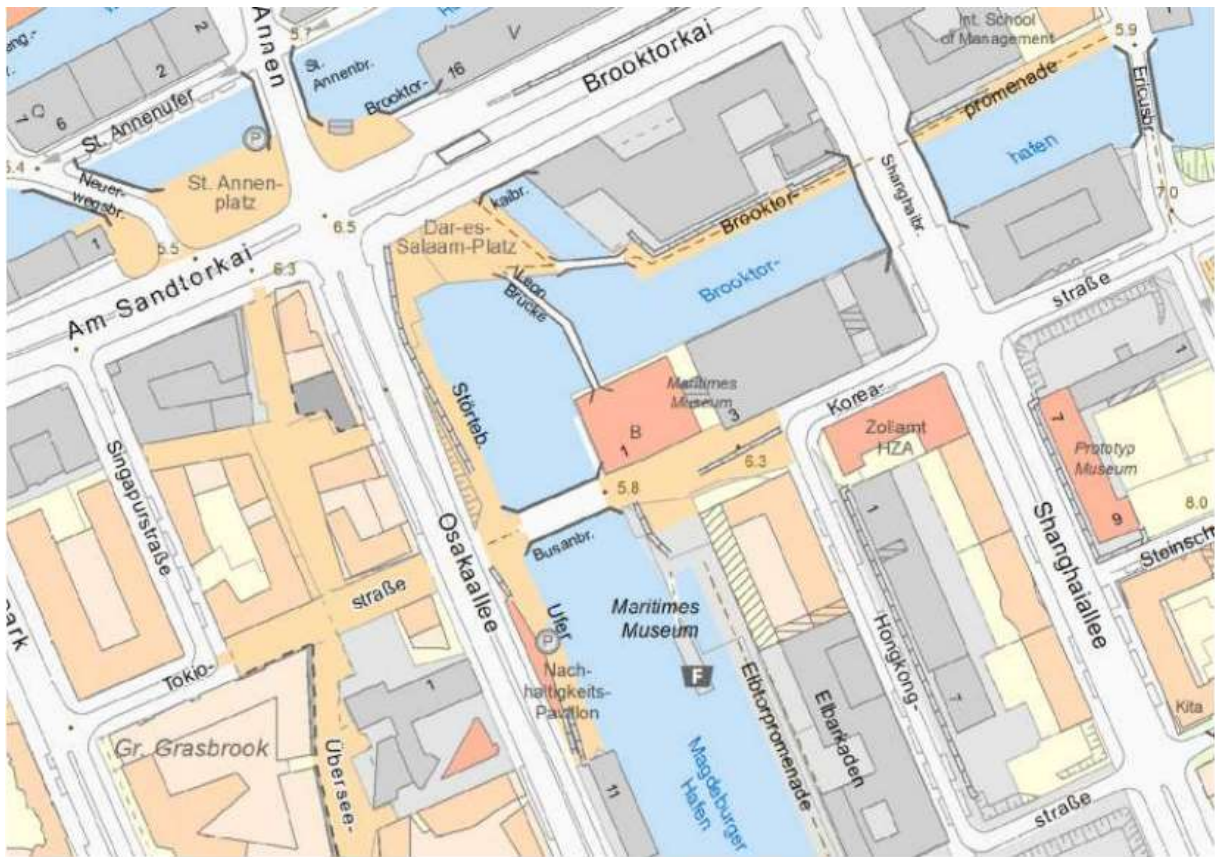 Annen
5.7
St.
Annenbr.
Brooktor-
16
V
Brooktorkai
Int. School
of Management
5.9
1
2
2
6
7
St. Annenufer
P
promenade
Ericusbr.
hafen
5.4
Neuer-
wegsbr.
St. Annen-
platz
1
5.5
6.5
kaibr.
Dar-es-
Salaam-Platz
Brooktor-
Shanghaibr.
7.0
6.3
Am Sandtorkai
Leon
Brücke
Brooktor-
straße
Störteb.
Maritimes
Museum
3
B
1
Korea-
Zollamt
HZA
7
1
Prototyp
Museum
9
8.0
6.3
5.8
Singapurstraße
Osakaallee
Busanbr.
1
Shanghaiallee
Steinsch
straße
Ufer
Maritimes
Museum
P
F
Nach-
haltigkeits-
Pavillon
Hongkong-
Tokio-
1
Elbtorpromenade
Elbarkaden
7
Kita
ark
Gr. Grasbrook
Übersee-
Magdeburger
Hafen
11
straße